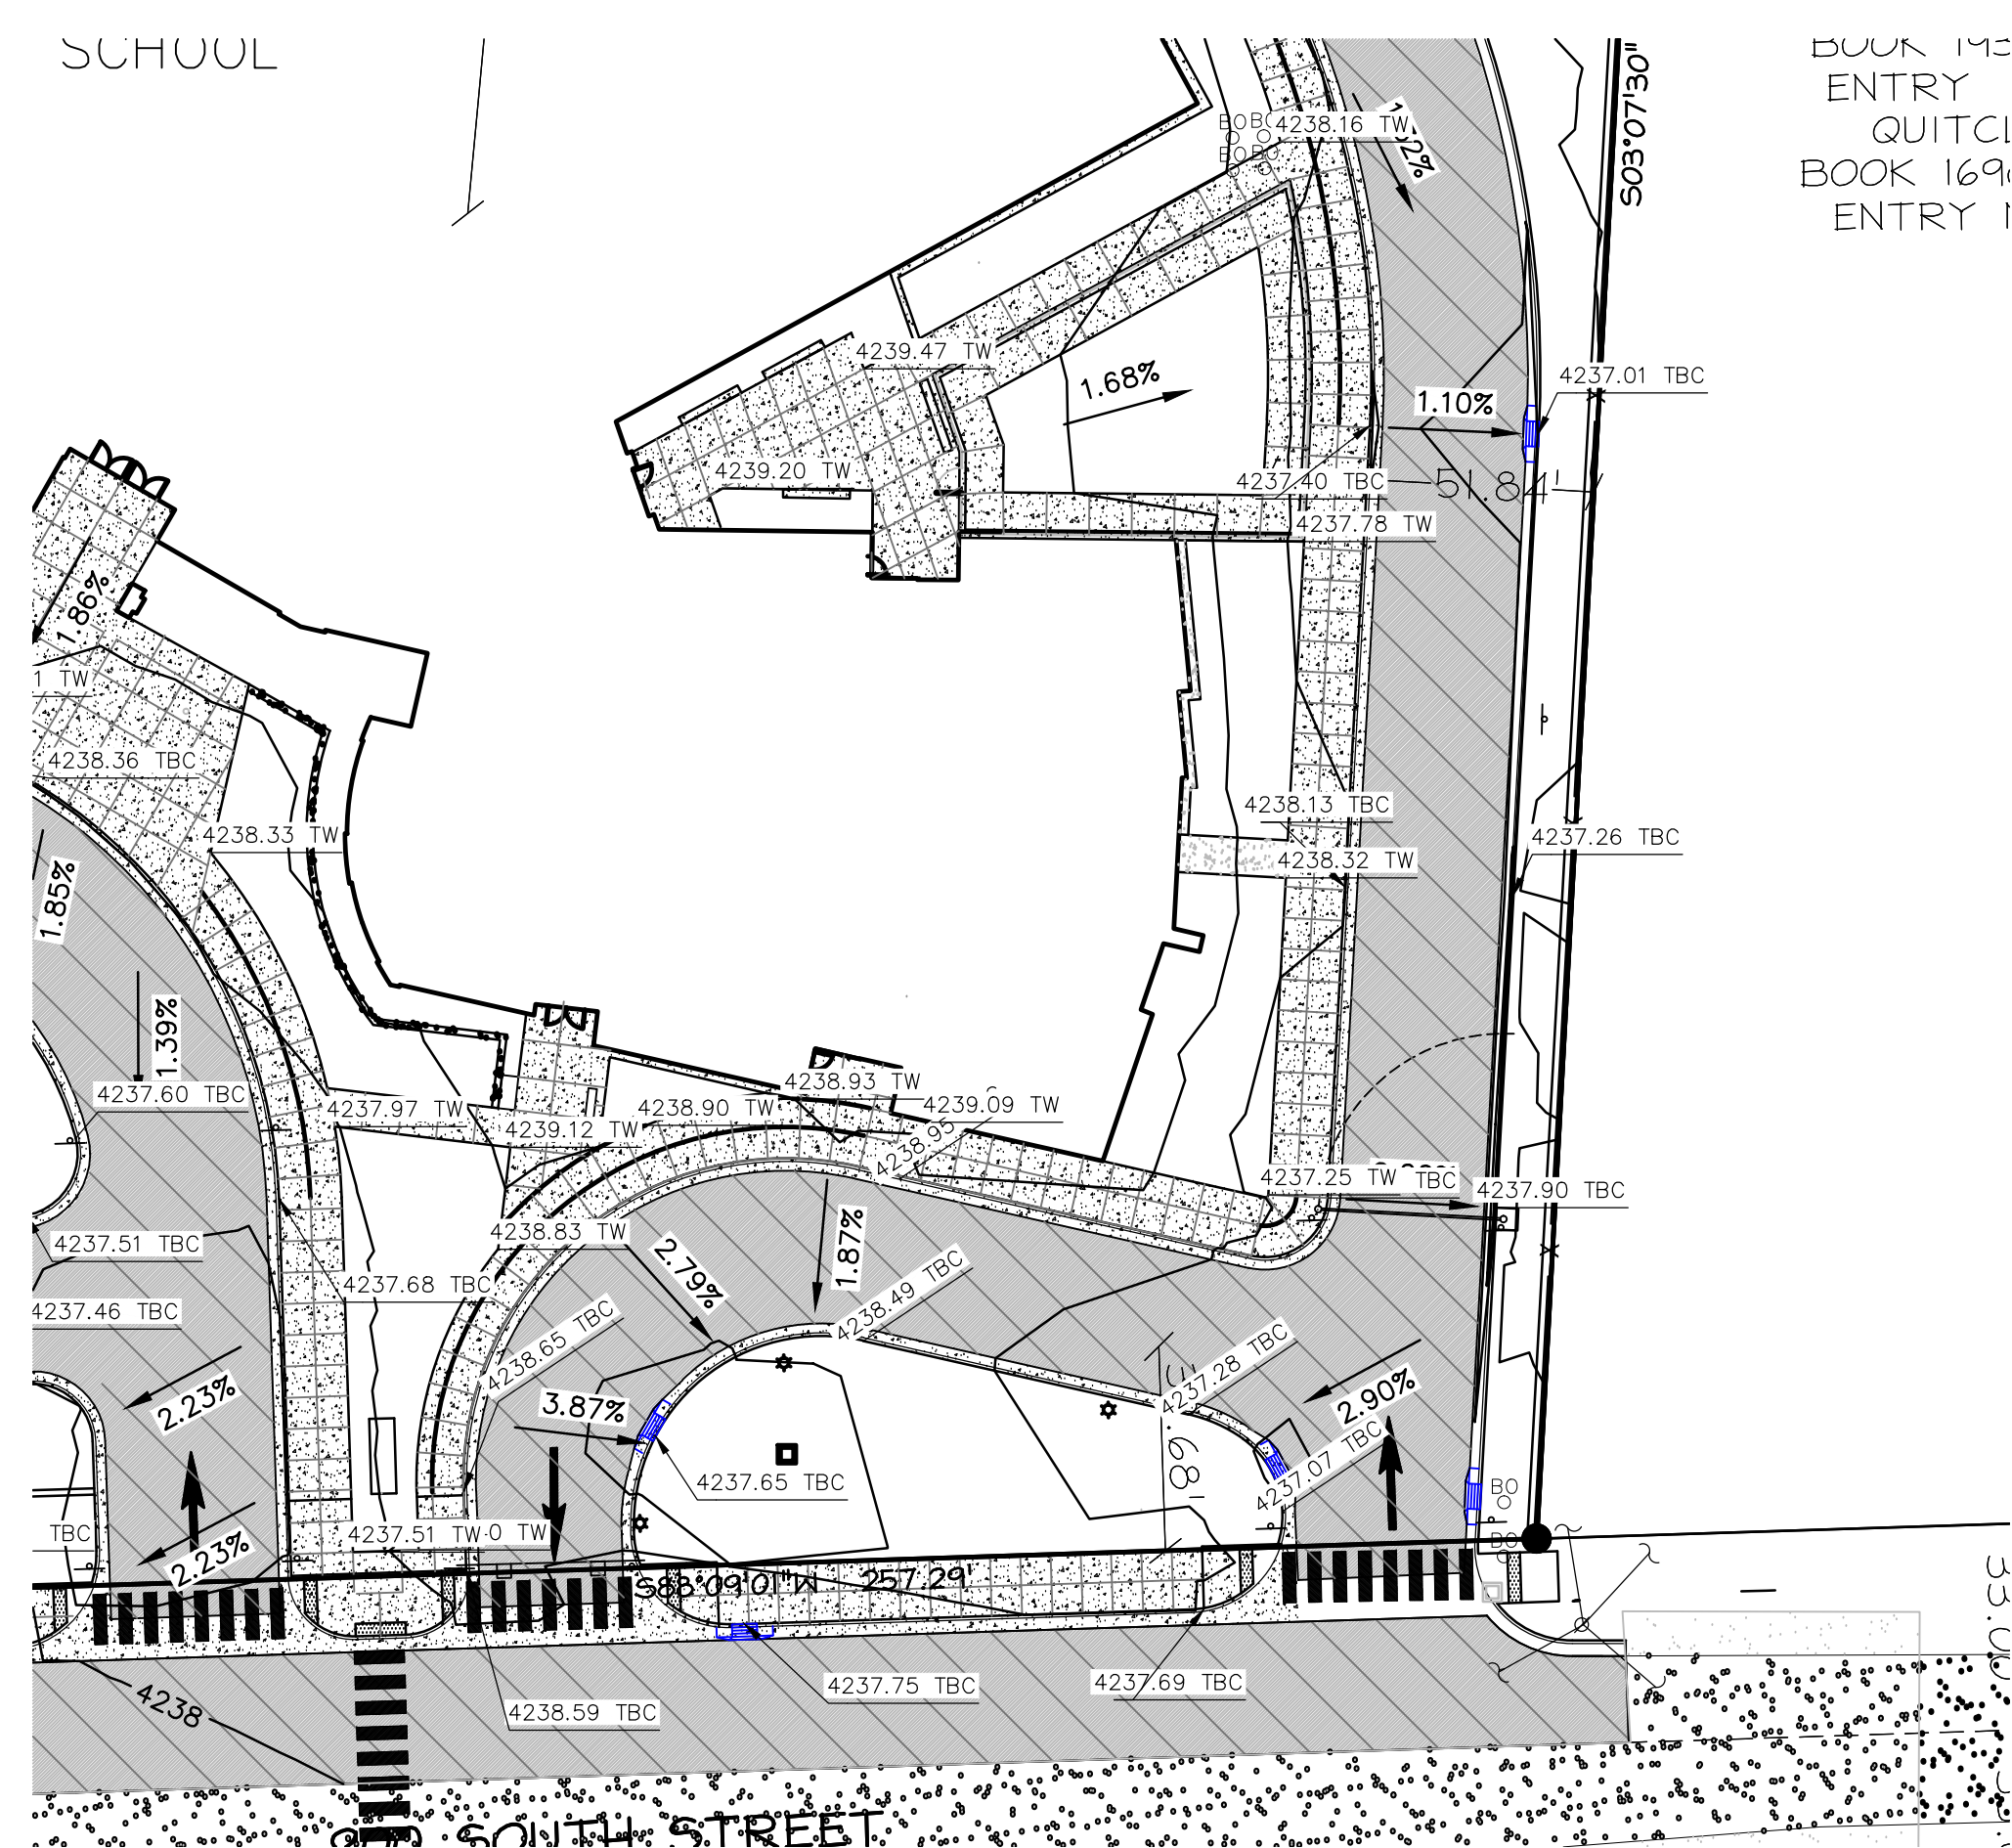 SCHOOL
ENTRY
BOOK
ENTRY
S03°07'30"
4238.16 TW
4239.47 TW
1.68%
4237.01 TBC
1.10%
4239.20 TW
4237.40 TBC
51.84'
4237.78 TW
1.86%
1 TW
4238.36 TBC
4238.33 TW
4238.13 TBC
4238.32 TW
4237.26 TBC
1.85%
1.39%
4237.60 TBC
4237.97 TW
4238.93 TW
4238.90 TW
4239.09 TW
4239.12 TW
4238.95
4237.25 TW
TBC
4237.90 TBC
4238.83 TW
4237.51 TBC
2.79%
1.87%
4237.68 TBC
4238.49 TBC
4237.46 TBC
4238.65 TBC
4237.28 TBC
2.23%
3.87%
2.90%
.68'
4237.65 TBC
4237.07 TBC
BO
BO
TBC
4237.51 TW
0 TW
2.23%
S88°09'01"W 257.29'
4237.75 TBC
4237.69 TBC
4238.59 TBC
4238
SOUTH STREET